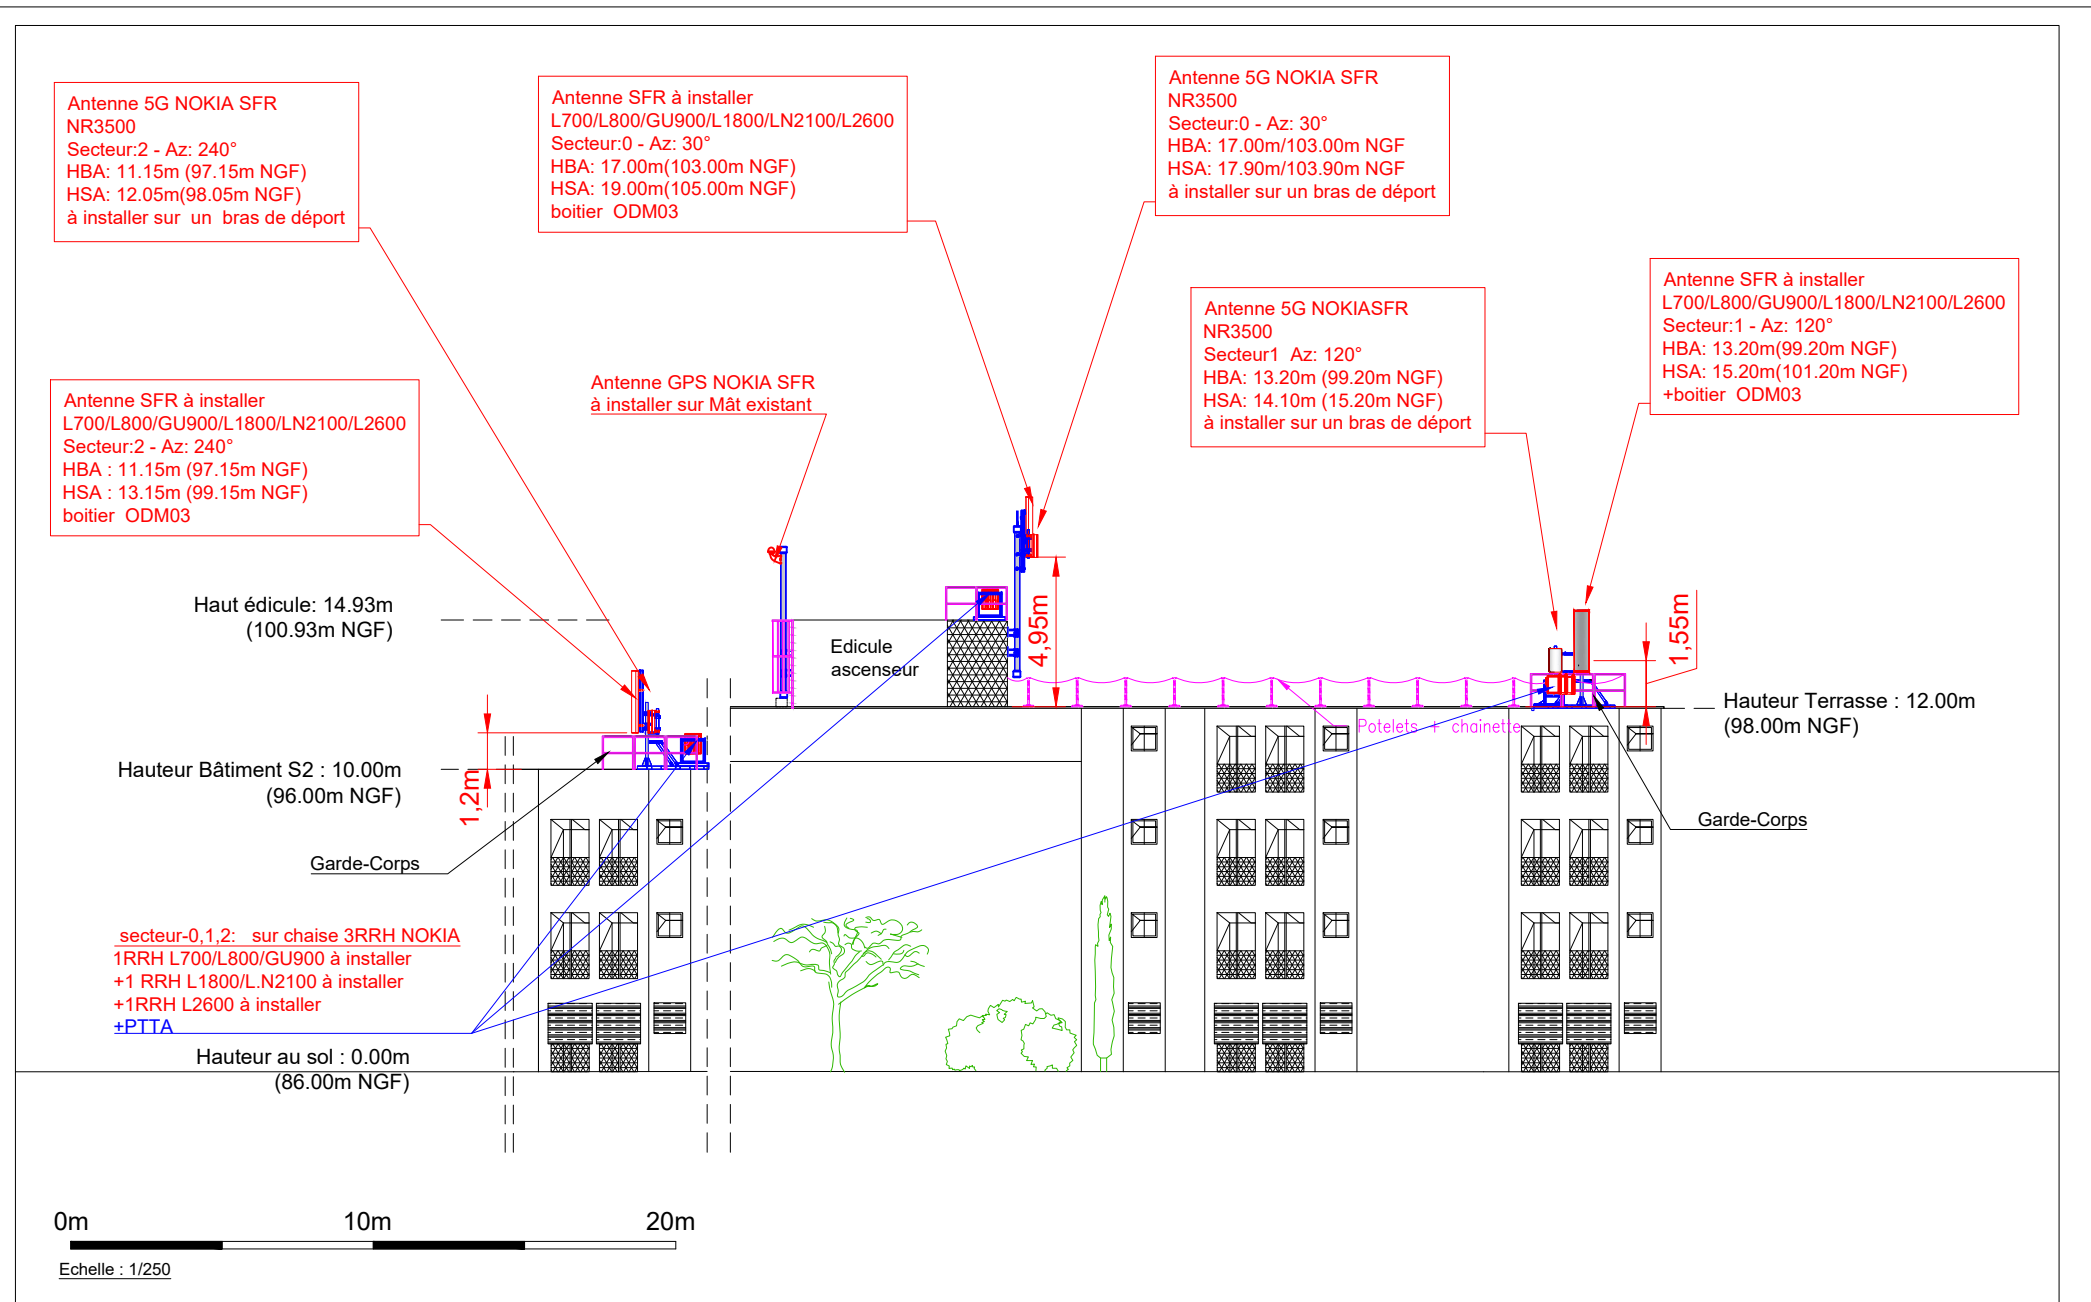 Antenne 5G NOKIA SFR
NR3500
Secteur:2 - Az: 240°
HBA: 11.15m (97.15m NGF)
HSA: 12.05m(98.05m NGF)
à installer sur un bras de déport
Antenne SFR à installer
L700/L800/GU900/L1800/LN2100/L2600
Secteur:0 - Az: 30°
HBA: 17.00m(103.00m NGF)
HSA: 19.00m(105.00m NGF)
boitier ODM03
Antenne 5G NOKIA SFR
NR3500
Secteur:0 - Az: 30°
HBA: 17.00m/103.00m NGF
HSA: 17.90m/103.90m NGF
à installer sur un bras de déport
Antenne SFR à installer
L700/L800/GU900/L1800/LN2100/L2600
Secteur:1 - Az: 120°
HBA: 13.20m(99.20m NGF)
HSA: 15.20m(101.20m NGF)
+boitier ODM03
Antenne 5G NOKIASFR
NR3500
Secteur1 Az: 120°
HBA: 13.20m (99.20m NGF)
HSA: 14.10m (15.20m NGF)
à installer sur un bras de déport
Antenne GPS NOKIA SFR
à installer sur Mât existant
Antenne SFR à installer
L700/L800/GU900/L1800/LN2100/L2600
Secteur:2 - Az: 240°
HBA : 11.15m (97.15m NGF)
HSA : 13.15m (99.15m NGF)
boitier ODM03
Haut édicule: 14.93m
(100.93m NGF)
Edicule
ascenseur
4,95m
1,55m
Hauteur Terrasse : 12.00m
(98.00m NGF)
Potelets + chainette
Hauteur Bâtiment S2 : 10.00m
(96.00m NGF)
1,2m
Garde-Corps
Garde-Corps
secteur-0,1,2: sur chaise 3RRH NOKIA
1RRH L700/L800/GU900 à installer
+1 RRH L1800/L.N2100 à installer
+1RRH L2600 à installer
+PTTA
Hauteur au sol : 0.00m
(86.00m NGF)
0m
10m
20m
Echelle : 1/250